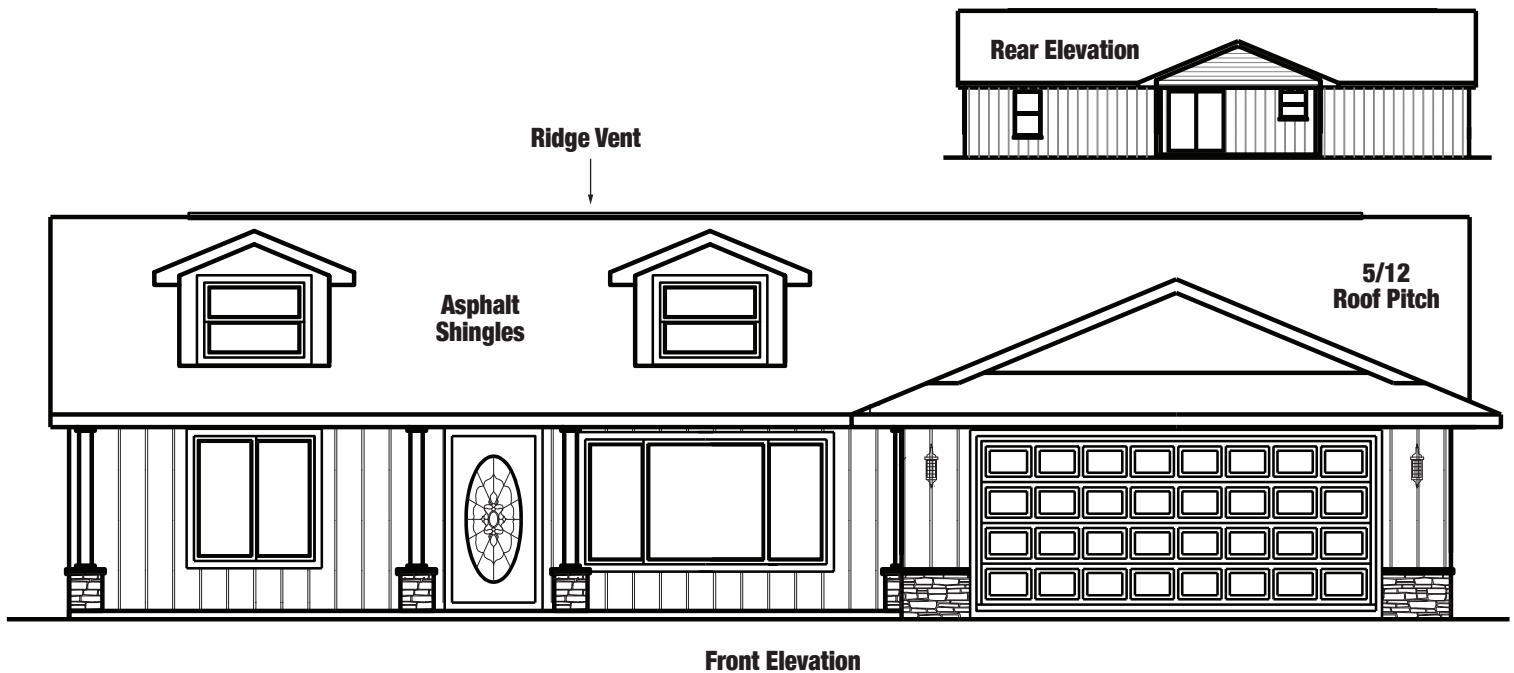 Rear Elevation
Ridge Vent
Asphalt
Shingles
5/12
Roof Pitch
Front Elevation